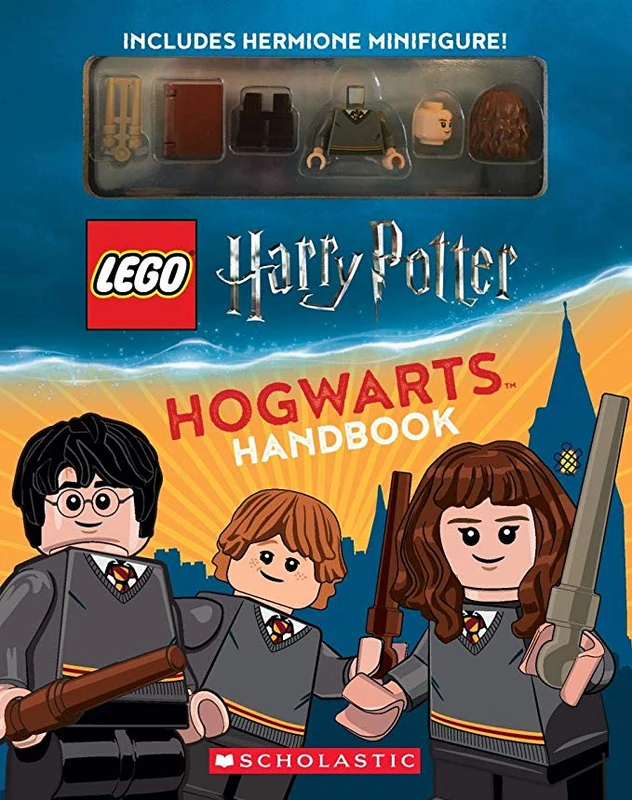 INCLUDES HERMIONE MINIFIGURE!
LEGO
Harry Potter
HOGWARTS™
HANDBOOK
SCHOLASTIC